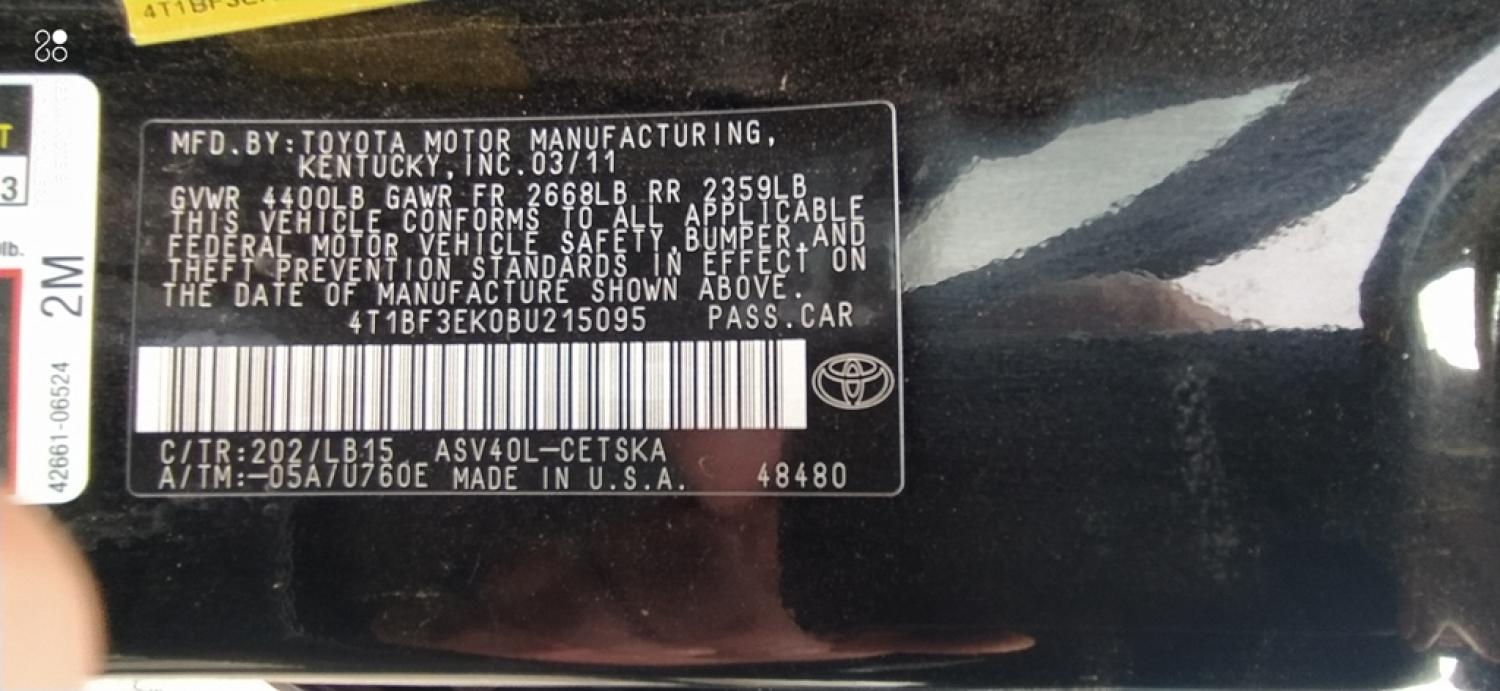 MFD.BY:TOYOTA MOTOR MANUFACTURING,
KENTUCKY,INC.03/11
GVWR 4400LB GAWR FR 2668LB RR 2359LB
THIS VEHICLE CONFORMS TO ALL APPLICABLE
FEDERAL MOTOR VEHICLE SAFETY,BUMPER,AND
THEFT PREVENTION STANDARDS IN EFFECT ON
THE DATE OF MANUFACTURE SHOWN ABOVE.
4T1BF3EK0BU215095 PASS.CAR
C/TR:202/LB15 ASV40L-CETSKA
A/TM:-05A/U760E MADE IN U.S.A. 48480
T
3
lb.
2M
42661-06524